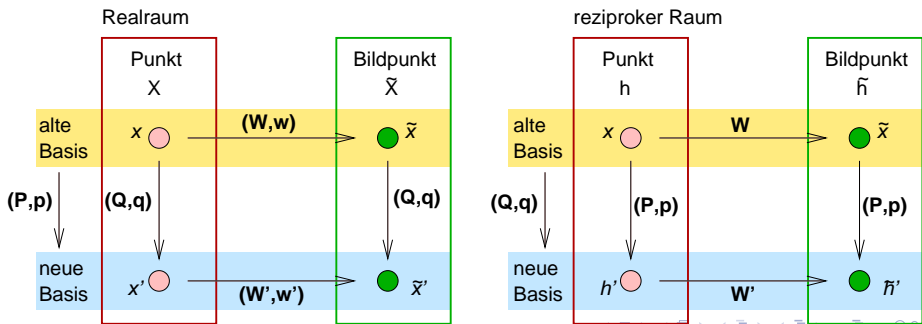 Realraum
reziproker Raum
Punkt
Bildpunkt
X
X̃
Punkt
Bildpunkt
h
h̃
alte
Basis
x
(W,w)
x̃
alte
Basis
x
W
x̃
(P,p)
(Q,q)
(Q,q)
(Q,q)
(P,p)
(P,p)
neue
Basis
x'
(W',w')
x̃'
neue
Basis
h'
W'
h̃'